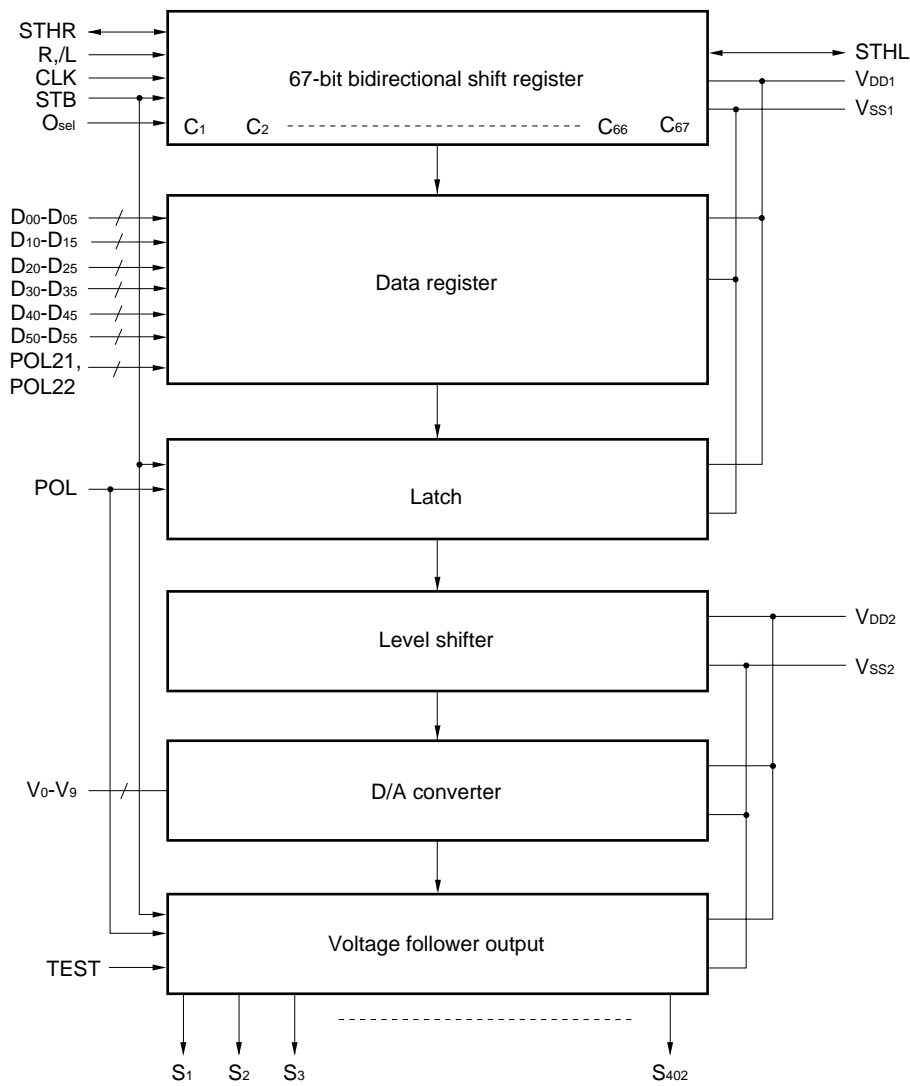 STHR
R,/L
CLK
STB
Osel
67-bit bidirectional shift register
C1 C2 C66 C67
STHL
VDD1
VSS1
D00-D05
D10-D15
D20-D25
D30-D35
D40-D45
D50-D55
POL21,
POL22
Data register
POL
Latch
Level shifter
VDD2
VSS2
V0-V9
D/A converter
Voltage follower output
TEST
S1 S2 S3 S402